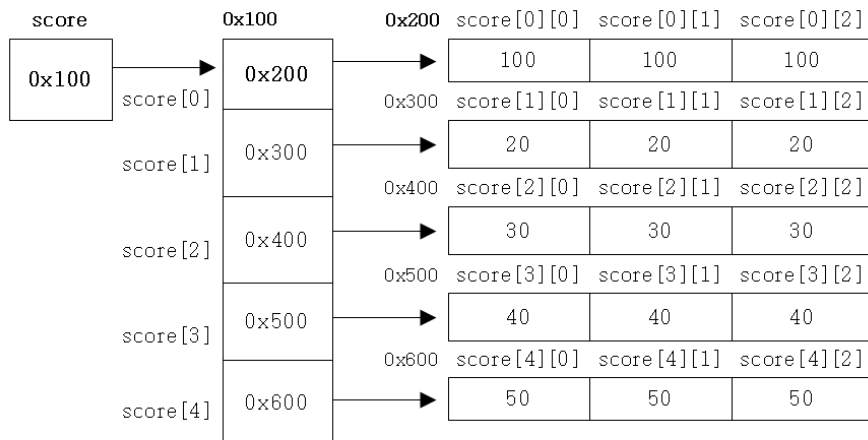 score 0x100 0x200 score[0][0] score[0][1] score[0][2]
0x100 0x200 100 100 100
score[0] 0x300 score[1][0] score[1][1] score[1][2]
score[1] 0x300 20 20 20
0x400 score[2][0] score[2][1] score[2][2]
score[2] 0x400 30 30 30
0x500 score[3][0] score[3][1] score[3][2]
score[3] 0x500 40 40 40
0x600 score[4][0] score[4][1] score[4][2]
score[4] 0x600 50 50 50